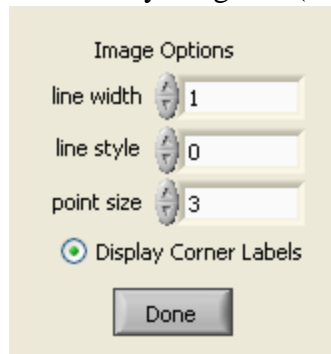 Image Options
line width 1
line style 0
point size 3
Display Corner Labels
Done